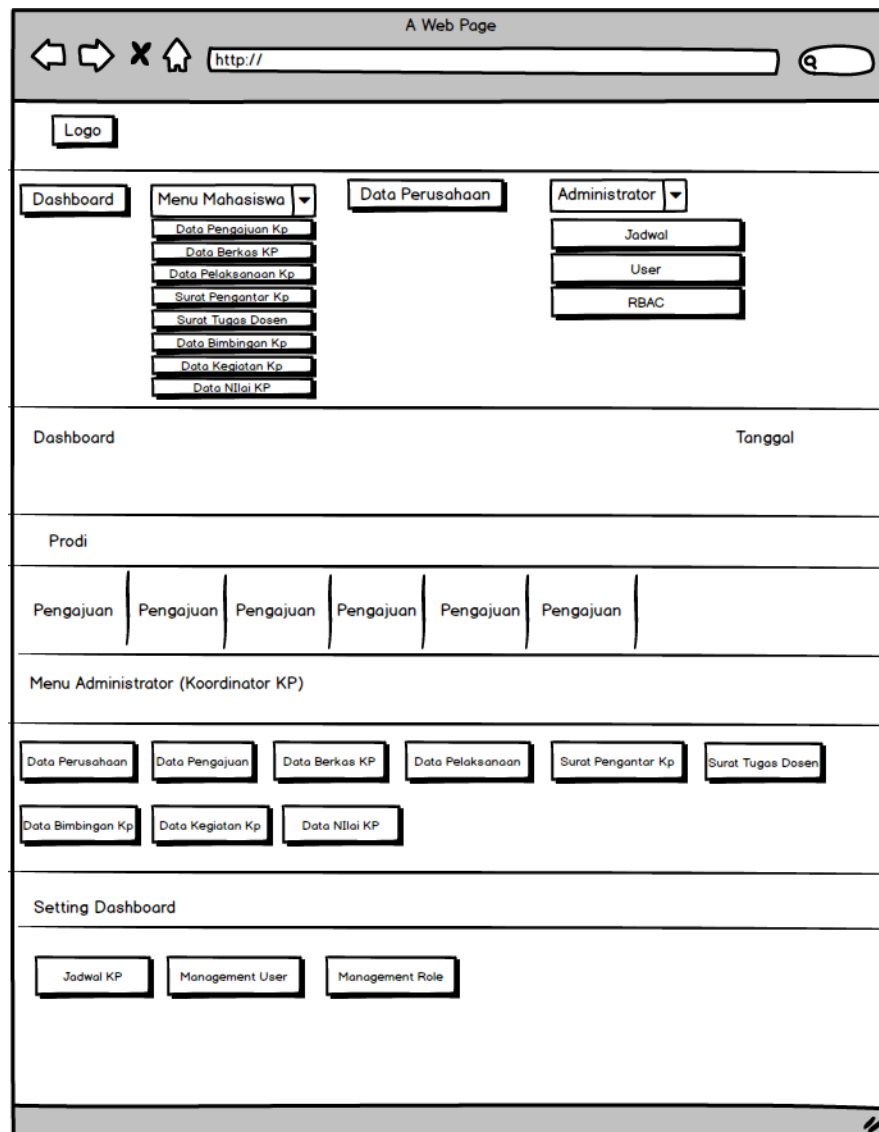 A Web Page
http://
Logo
Dashboard
Menu Mahasiswa
Data Perusahaan
Administrator
Data Pengajuan Kp
Data Berkas KP
Data Pelaksanaan Kp
Surat Pengantar Kp
Surat Tugas Dosen
Data Bimbingan Kp
Data Kegiatan Kp
Data NIlai KP
Jadwal
User
RBAC
Dashboard
Tanggal
Prodi
Pengajuan Pengajuan Pengajuan Pengajuan Pengajuan Pengajuan
Menu Administrator (Koordinator KP)
Data Perusahaan Data Pengajuan Data Berkas KP Data Pelaksanaan Surat Pengantar Kp Surat Tugas Dosen
Data Bimbingan Kp Data Kegiatan Kp Data NIlai KP
Setting Dashboard
Jadwal KP Management User Management Role